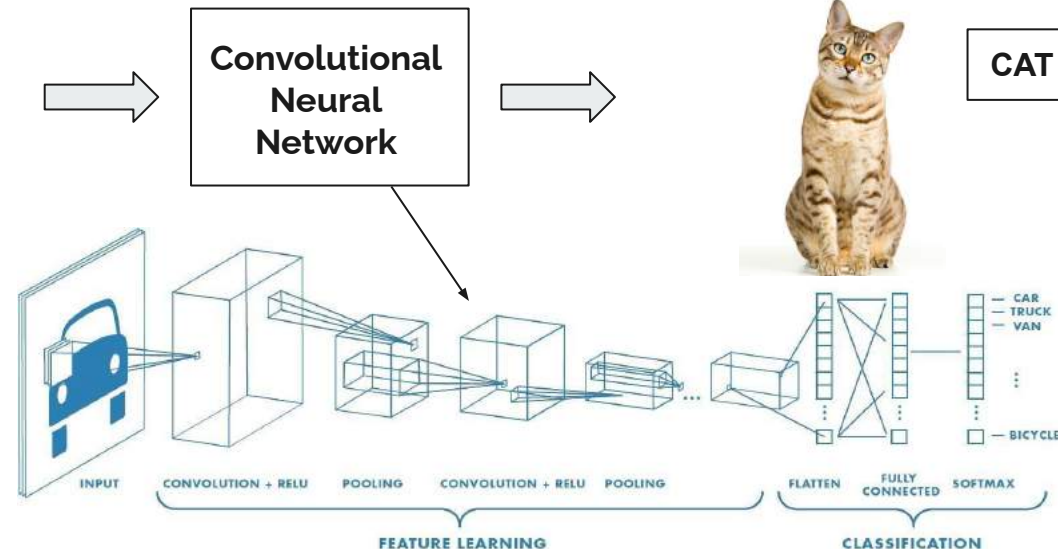 Convolutional
Neural
Network
CAT
CAR
TRUCK
VAN
BICYCLE
INPUT
CONVOLUTION + RELU
POOLING
CONVOLUTION + RELU
POOLING
...
FLATTEN
FULLY
CONNECTED
SOFTMAX
FEATURE LEARNING
CLASSIFICATION